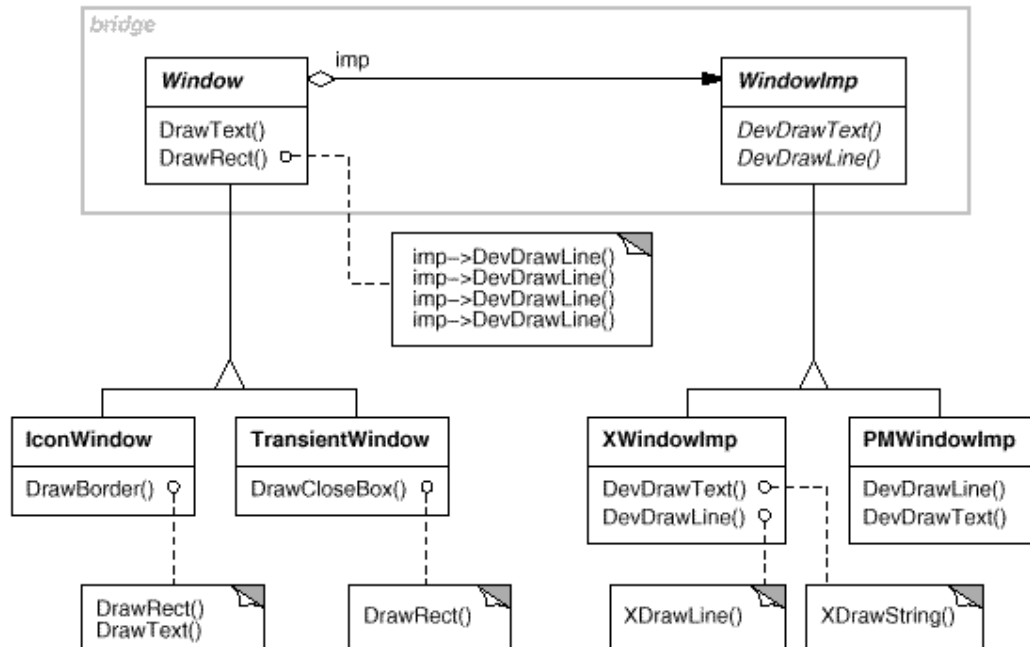 bridge
imp
Window
WindowImp
DrawText()
DevDrawText()
DrawRect()
DevDrawLine()
imp->DevDrawLine()
imp->DevDrawLine()
imp->DevDrawLine()
imp->DevDrawLine()
IconWindow
TransientWindow
XWindowImp
PMWindowImp
DrawBorder()
DrawCloseBox()
DevDrawText()
DevDrawLine()
DevDrawLine()
DevDrawText()
DrawRect()
DrawText()
DrawRect()
XDrawLine()
XDrawString()